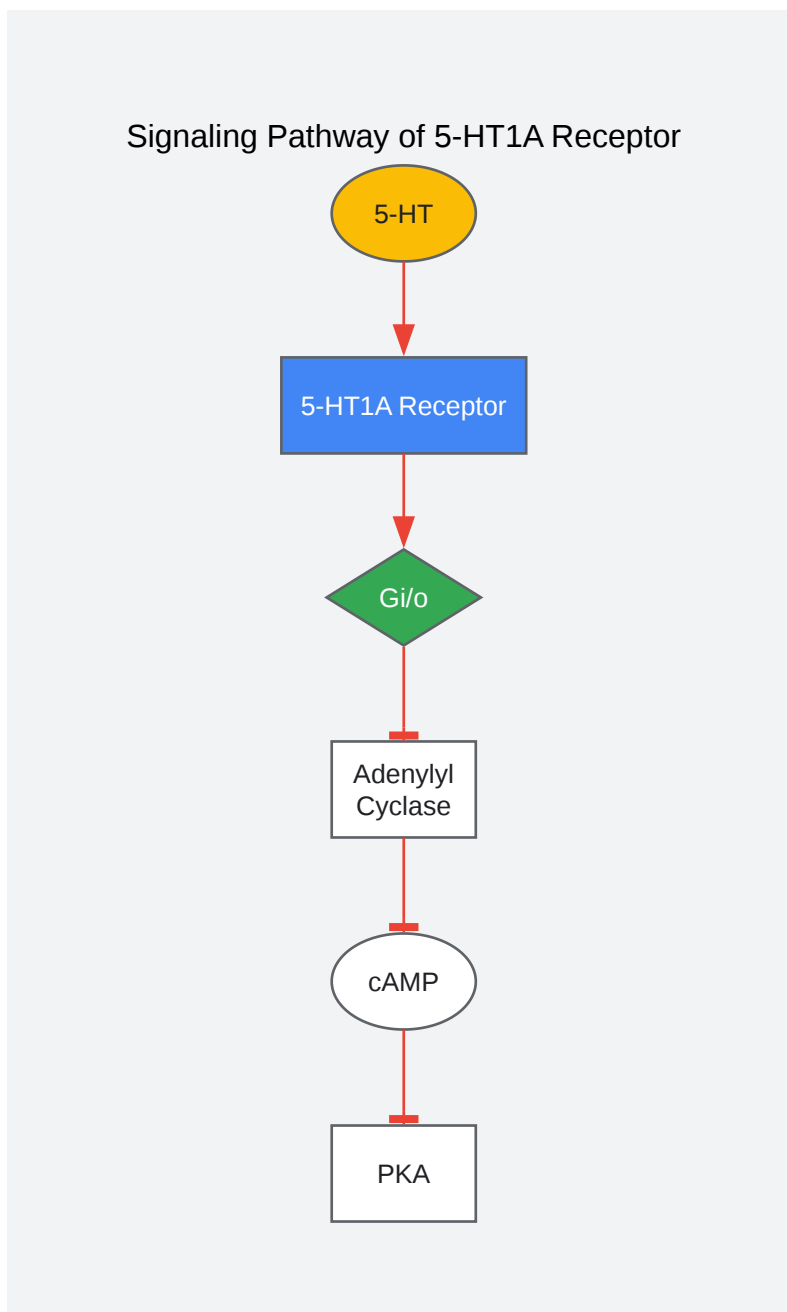 Signaling Pathway of 5-HT1A Receptor
5-HT
5-HT1A Receptor
Gi/o
Adenylyl
Cyclase
cAMP
PKA